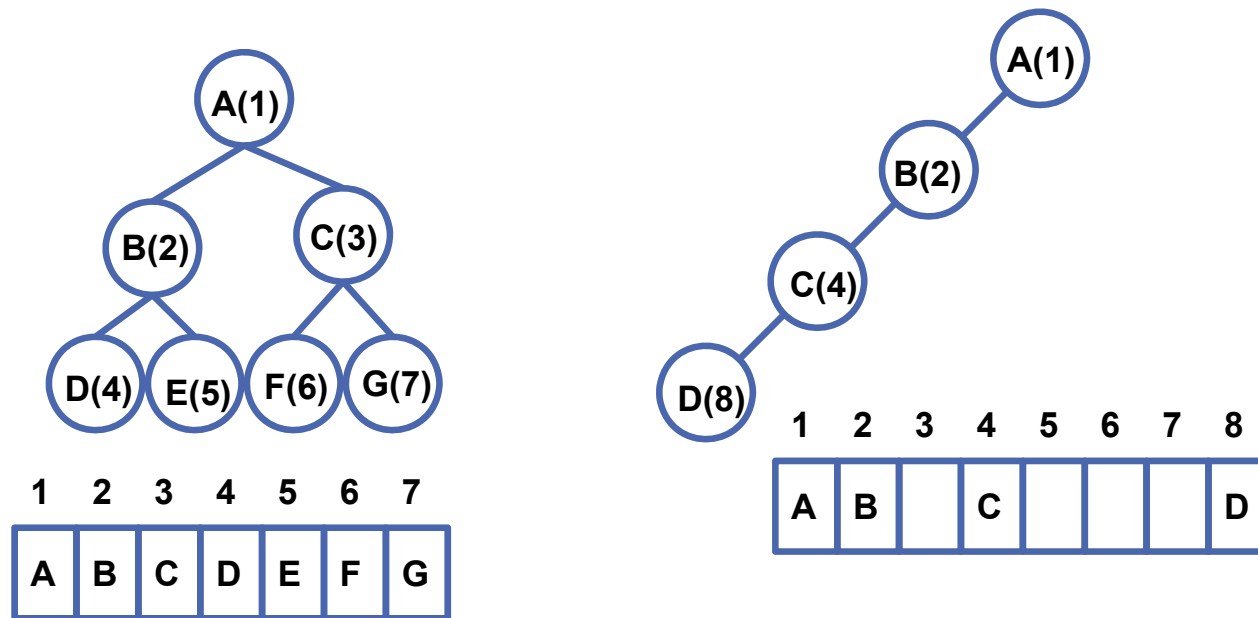 A(1)
B(2) C(3)
D(4) E(5) F(6) G(7)
1 2 3 4 5 6 7
A B C D E F G
A(1)
B(2)
C(4)
D(8)
1 2 3 4 5 6 7 8
A B C D